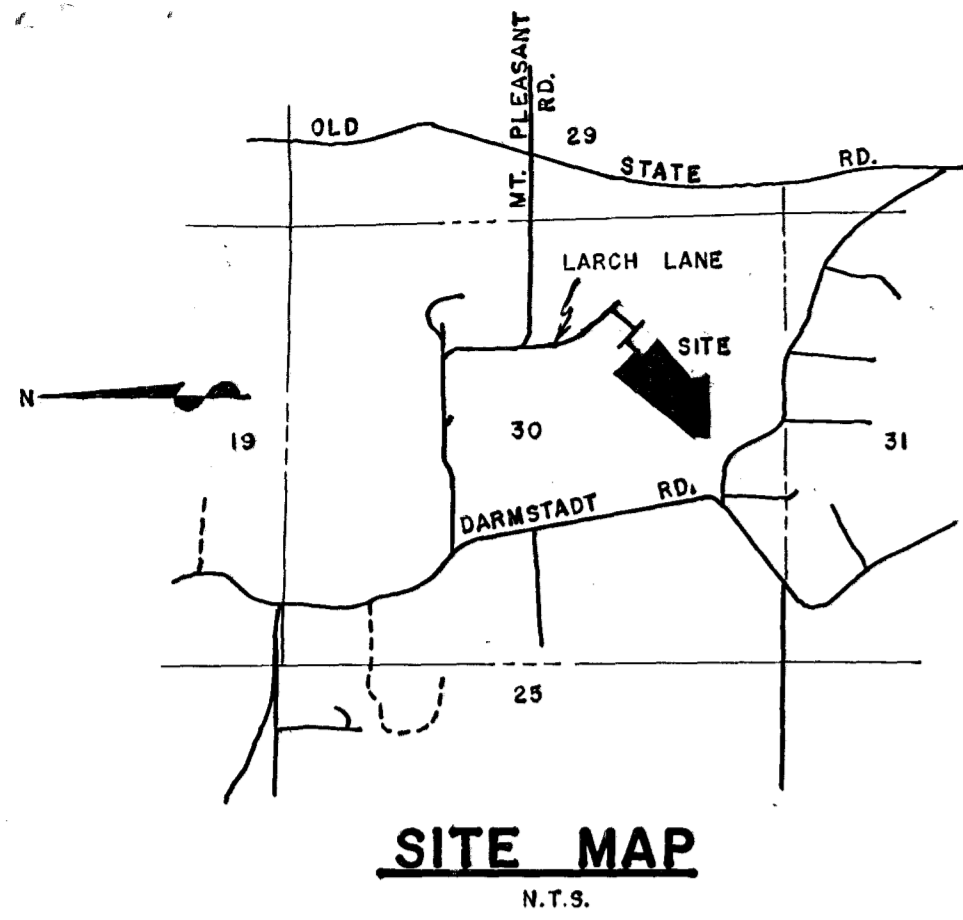 MT. PLEASANT
RD.
OLD
29
STATE
RD.
LARCH LANE
SITE
N
19
30
31
DARMSTADT
RD.
25
SITE MAP
N.T.S.